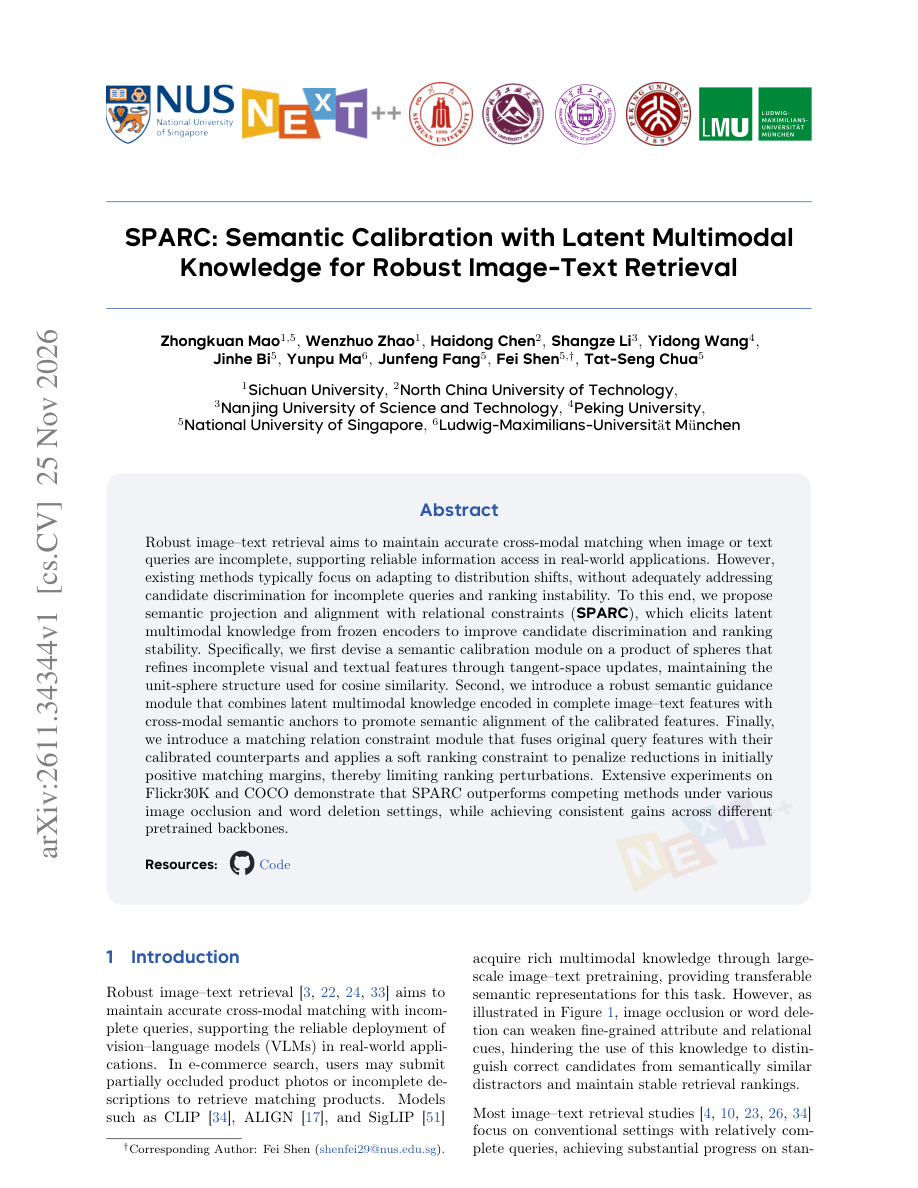 NUS
National University
of Singapore
NExT++
SICHUAN UNIVERSITY
1896
PEKING UNIVERSITY
1898
LMU
LUDWIG-
MAXIMILIANS-
UNIVERSITÄT
MÜNCHEN
SPARC: Semantic Calibration with Latent Multimodal
Knowledge for Robust Image-Text Retrieval
Zhongkuan Mao1,5, Wenzhuo Zhao1, Haidong Chen2, Shangze Li3, Yidong Wang4,
Jinhe Bi5, Yunpu Ma6, Junfeng Fang5, Fei Shen5,†, Tat-Seng Chua5
1Sichuan University, 2North China University of Technology,
3Nanjing University of Science and Technology, 4Peking University,
5National University of Singapore, 6Ludwig-Maximilians-Universität München
arXiv:2611.34344v1 [cs.CV] 25 Nov 2026
Abstract
Robust image–text retrieval aims to maintain accurate cross-modal matching when image or text
queries are incomplete, supporting reliable information access in real-world applications. However,
existing methods typically focus on adapting to distribution shifts, without adequately addressing
candidate discrimination for incomplete queries and ranking instability. To this end, we propose
semantic projection and alignment with relational constraints (SPARC), which elicits latent
multimodal knowledge from frozen encoders to improve candidate discrimination and ranking
stability. Specifically, we first devise a semantic calibration module on a product of spheres that
refines incomplete visual and textual features through tangent-space updates, maintaining the
unit-sphere structure used for cosine similarity. Second, we introduce a robust semantic guidance
module that combines latent multimodal knowledge encoded in complete image–text features with
cross-modal semantic anchors to promote semantic alignment of the calibrated features. Finally,
we introduce a matching relation constraint module that fuses original query features with their
calibrated counterparts and applies a soft ranking constraint to penalize reductions in initially
positive matching margins, thereby limiting ranking perturbations. Extensive experiments on
Flickr30K and COCO demonstrate that SPARC outperforms competing methods under various
image occlusion and word deletion settings, while achieving consistent gains across different
pretrained backbones.
Resources: Code
NExT++
1 Introduction
Robust image–text retrieval [3, 22, 24, 33] aims to
maintain accurate cross-modal matching with incom-
plete queries, supporting the reliable deployment of
vision–language models (VLMs) in real-world appli-
cations. In e-commerce search, users may submit
partially occluded product photos or incomplete de-
scriptions to retrieve matching products. Models
such as CLIP [34], ALIGN [17], and SigLIP [51]
†Corresponding Author: Fei Shen (shenfei29@nus.edu.sg).
acquire rich multimodal knowledge through large-
scale image–text pretraining, providing transferable
semantic representations for this task. However, as
illustrated in Figure 1, image occlusion or word dele-
tion can weaken fine-grained attribute and relational
cues, hindering the use of this knowledge to distin-
guish correct candidates from semantically similar
distractors and maintain stable retrieval rankings.
Most image–text retrieval studies [4, 10, 23, 26, 34]
focus on conventional settings with relatively com-
plete queries, achieving substantial progress on stan-